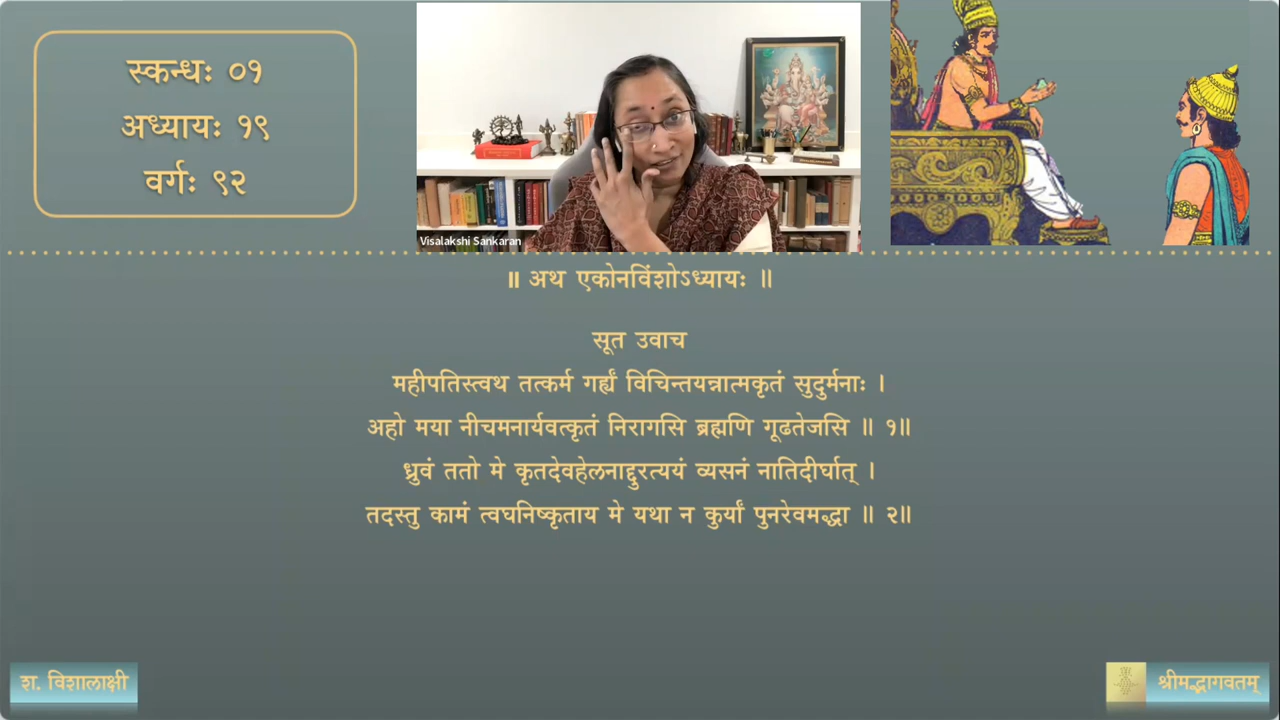 स्कन्धः ०१
अध्यायः १९
वर्गः ९२
Visalakshi Sankaran
॥ अथ एकोनविंशोऽध्यायः ॥
सूत उवाच
महीपतिस्त्वथ तत्कर्म गर्ह्यं विचिन्तयन्नात्मकृतं सुदुर्मनाः ।
अहो मया नीचमनार्यवत्कृतं निरागसि ब्रह्मणि गूढतेजसि ॥ १॥
ध्रुवं ततो मे कृतदेवहेलनाद्दुरत्ययं व्यसनं नातिदीर्घात् ।
तदस्तु कामं त्वघनिष्कृताय मे यथा न कुर्यां पुनरेवमद्धा ॥ २॥
श. विशालाक्षी
श्रीमद्भागवतम्